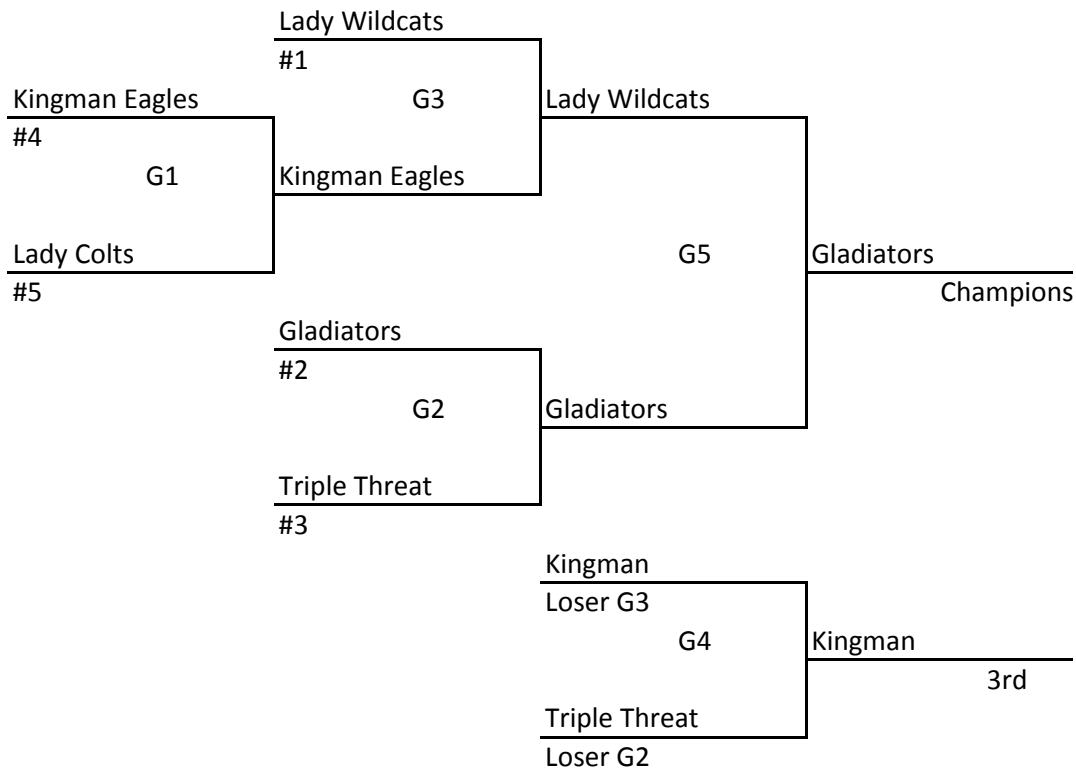 Lady Wildcats
#1
Kingman Eagles
G3
Lady Wildcats
#4
G1
Kingman Eagles
Lady Colts
G5
Gladiators
#5
Champions
Gladiators
#2
G2
Gladiators
Triple Threat
#3
Kingman
Loser G3
G4
Kingman
3rd
Triple Threat
Loser G2